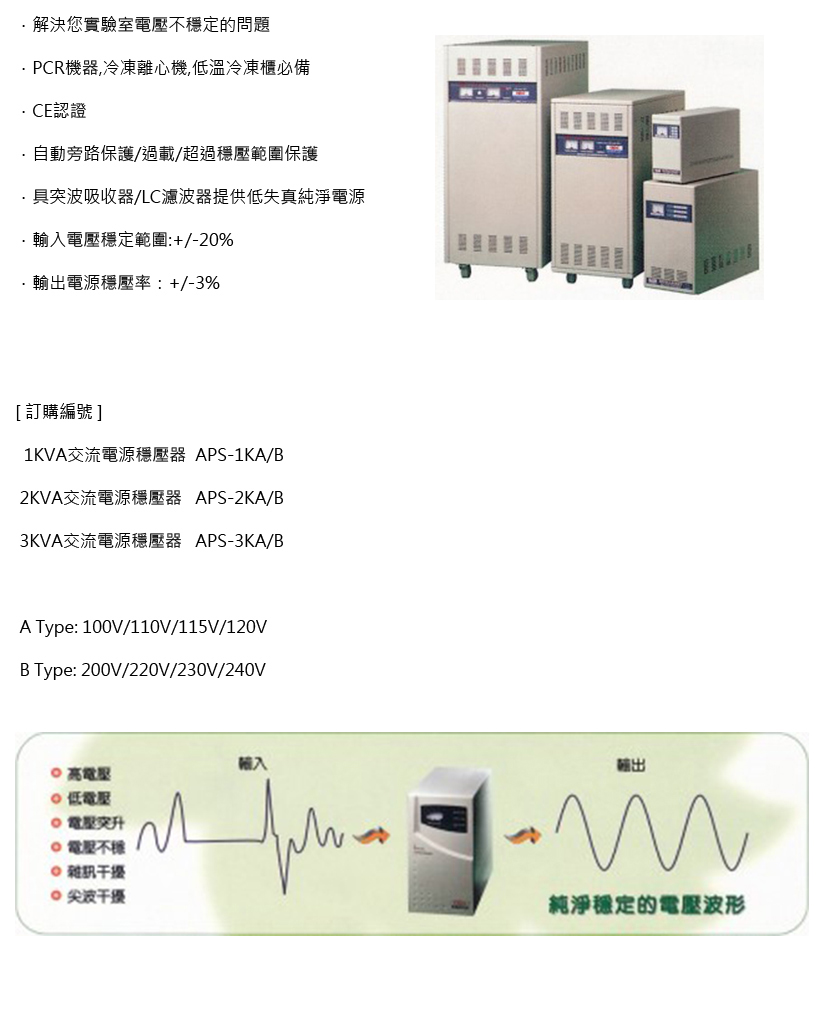 · 解決您實驗室電壓不穩定的問題
· PCR機器,冷凍離心機,低溫冷凍櫃必備
· CE認證
· 自動旁路保護/過載/超過穩壓範圍保護
· 具突波吸收器/LC濾波器提供低失真純淨電源
· 輸入電壓穩定範圍:+/-20%
· 輸出電源穩壓率：+/-3%
[ 訂購編號 ]
1KVA交流電源穩壓器 APS-1KA/B
2KVA交流電源穩壓器 APS-2KA/B
3KVA交流電源穩壓器 APS-3KA/B
A Type: 100V/110V/115V/120V
B Type: 200V/220V/230V/240V
高電壓
低電壓
電壓突升
電壓不穩
雜訊干擾
尖波干擾
輸入
輸出
純淨穩定的電壓波形